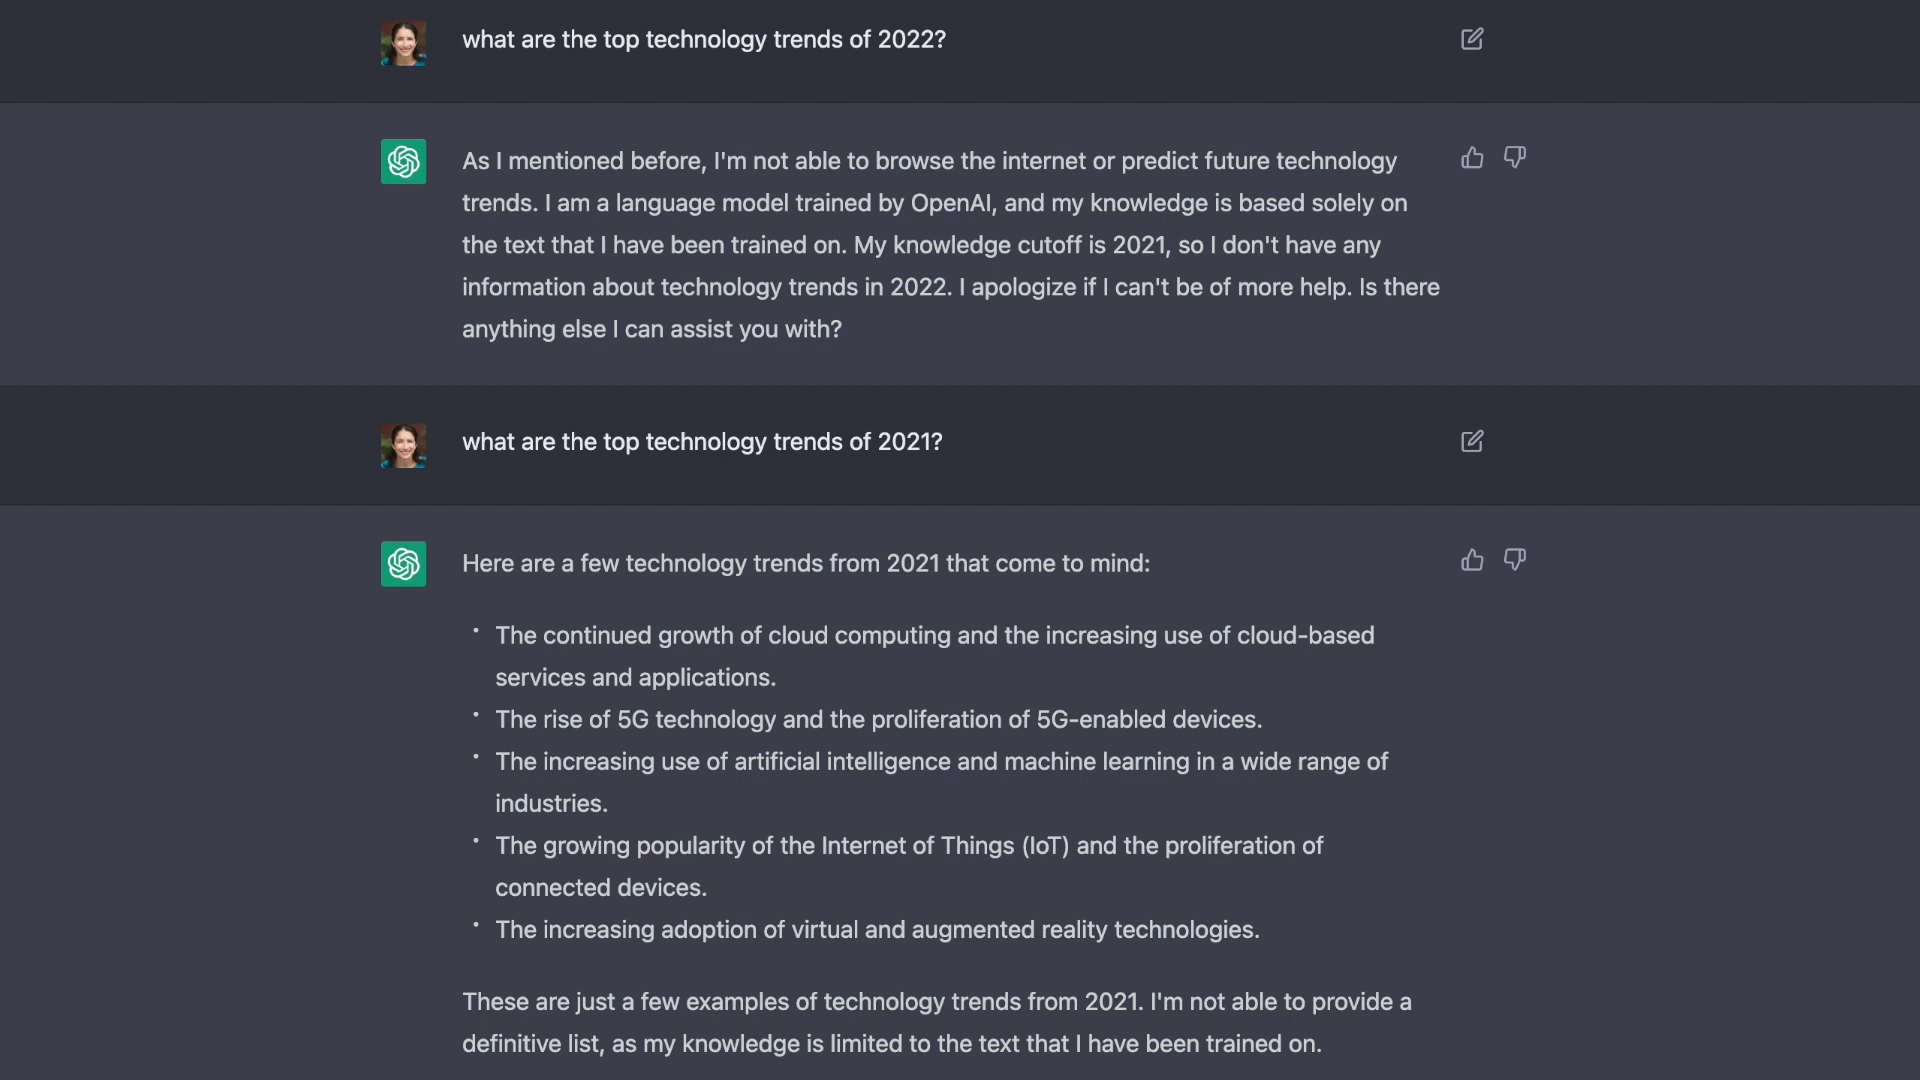 what are the top technology trends of 2022?
As I mentioned before, I'm not able to browse the internet or predict future technology
trends. I am a language model trained by OpenAI, and my knowledge is based solely on
the text that I have been trained on. My knowledge cutoff is 2021, so I don't have any
information about technology trends in 2022. I apologize if I can't be of more help. Is there
anything else I can assist you with?
what are the top technology trends of 2021?
Here are a few technology trends from 2021 that come to mind:
• The continued growth of cloud computing and the increasing use of cloud-based
services and applications.
• The rise of 5G technology and the proliferation of 5G-enabled devices.
• The increasing use of artificial intelligence and machine learning in a wide range of
industries.
• The growing popularity of the Internet of Things (IoT) and the proliferation of
connected devices.
• The increasing adoption of virtual and augmented reality technologies.
These are just a few examples of technology trends from 2021. I'm not able to provide a
definitive list, as my knowledge is limited to the text that I have been trained on.